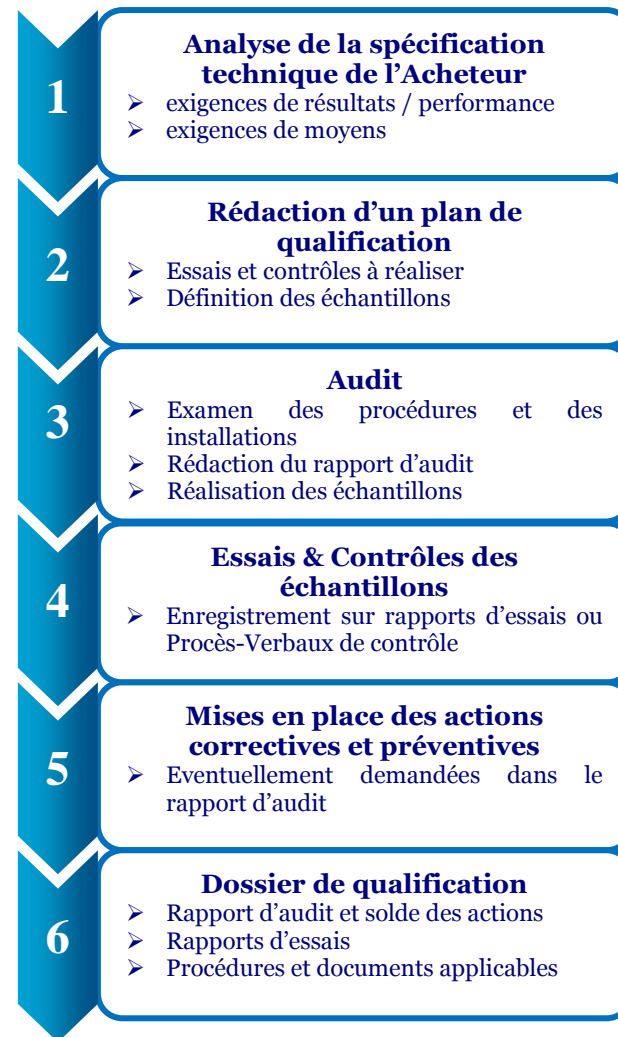 1
Analyse de la spécification
technique de l’Acheteur
➢ exigences de résultats / performance
➢ exigences de moyens
2
Rédaction d’un plan de
qualification
➢ Essais et contrôles à réaliser
➢ Définition des échantillons
3
Audit
➢ Examen des procédures et des
installations
➢ Rédaction du rapport d’audit
➢ Réalisation des échantillons
4
Essais & Contrôles des
échantillons
➢ Enregistrement sur rapports d’essais ou
Procès-Verbaux de contrôle
5
Mises en place des actions
correctives et préventives
➢ Eventuellement demandées dans le
rapport d’audit
6
Dossier de qualification
➢ Rapport d’audit et solde des actions
➢ Rapports d’essais
➢ Procédures et documents applicables